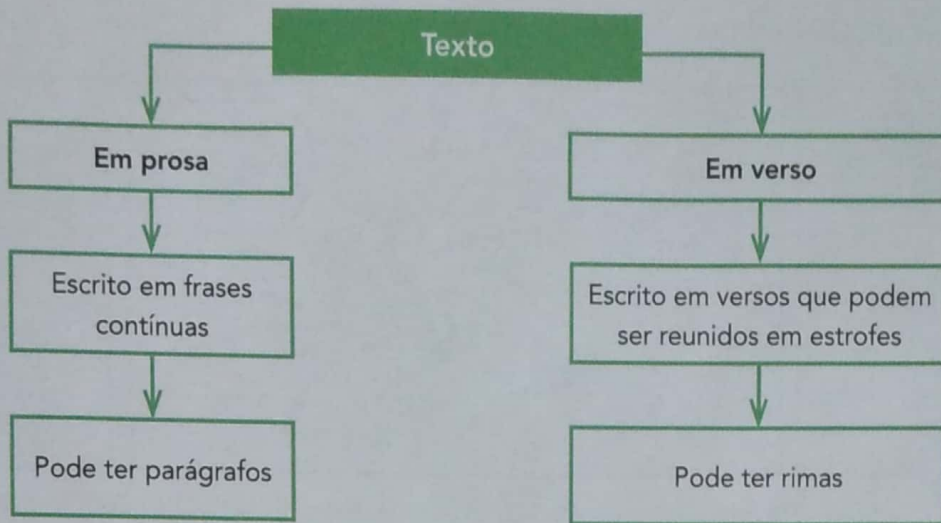 Texto
Em prosa
Em verso
Escrito em frases
contínuas
Escrito em versos que podem
ser reunidos em estrofes
Pode ter parágrafos
Pode ter rimas